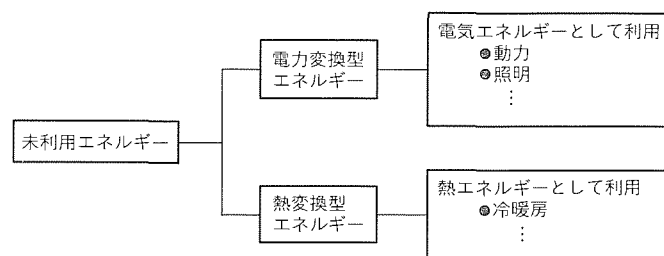 未利用エネルギー
電力変換型
エネルギー
電気エネルギーとして利用
●動力
●照明
⋮
熱変換型
エネルギー
熱エネルギーとして利用
●冷暖房
⋮